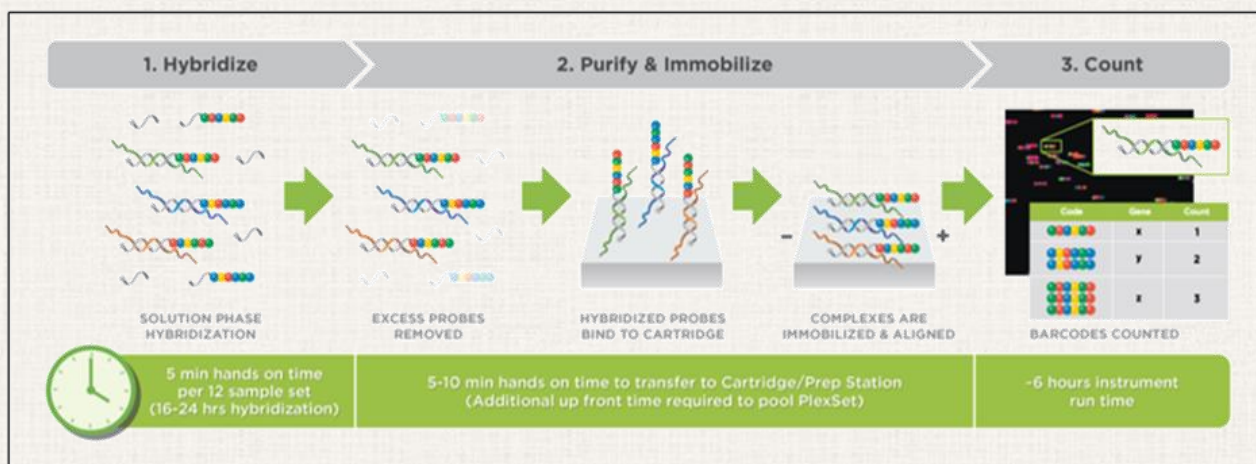 1. Hybridize
2. Purify & Immobilize
3. Count
SOLUTION PHASE
HYBRIDIZATION
EXCESS PROBES
REMOVED
HYBRIDIZED PROBES
BIND TO CARTRIDGE
-
+
COMPLEXES ARE
IMMOBILIZED & ALIGNED
Code Gene Count
x 1
y 2
z 3
BARCODES COUNTED
5 min hands on time
per 12 sample set
(16-24 hrs hybridization)
5-10 min hands on time to transfer to Cartridge/Prep Station
(Additional up front time required to pool PlexSet)
~6 hours instrument
run time